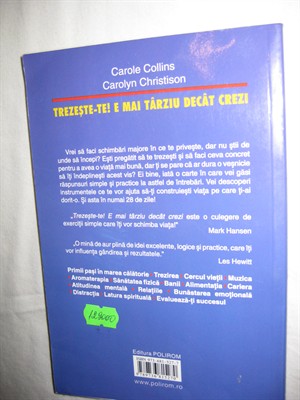 Carole Collins
Carolyn Christison
TREZEȘTE-TE! E MAI TÂRZIU DECÂT CREZI
Vrei să faci schimbări majore în ce te privește, dar nu știi de
unde să începi? Ești pregătit să te trezești și să faci ceva concret
pentru a avea o viață mai bună, dar ți se pare că ar dura o veșnicie
să îți îndeplinești acest vis? Ei bine, iată o carte în care vei găsi
răspunsuri simple și practice la astfel de întrebări. Vei descoperi
instrumentele ce te vor ajuta să-ți construiești viața pe care ți-ai
dorit-o. Și asta în numai 28 de zile!
„Trezește-te! E mai târziu decât crezi este o culegere de
exerciții simple care îți vor schimba viața!"
Mark Hansen
„O mină de aur plină de idei excelente, logice și practice, care îți
vor influența gândirea și rezultatele."
Les Hewitt
Primii pași în marea călătorie Trezirea Cercul vieții Muzica
Aromaterapia Sănătatea fizică Banii Alimentația Cariera
Atitudinea mentală Relațiile Bunăstarea emoțională
Distracția Latura spirituală Evaluează-ți succesul
Editura POLIROM
www.polirom.ro